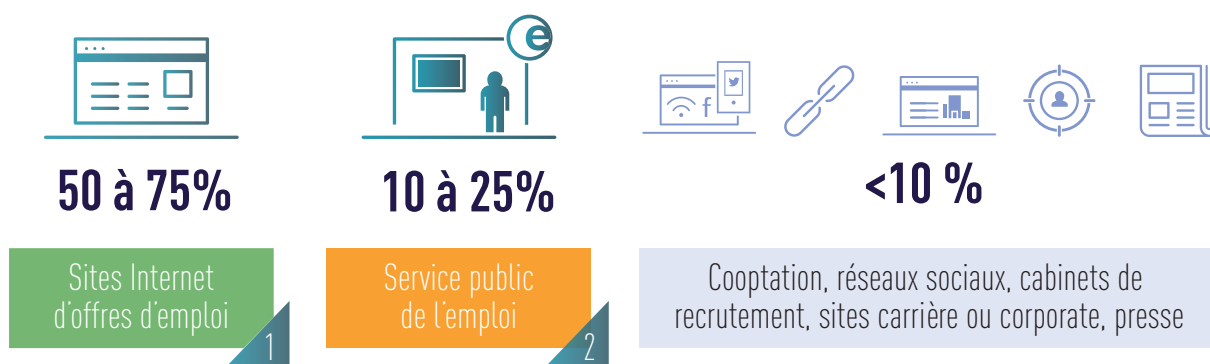 e
f
50 à 75%
10 à 25%
<10 %
Sites Internet
d'offres d'emploi
1
Service public
de l'emploi
2
Cooptation, réseaux sociaux, cabinets de
recrutement, sites carrière ou corporate, presse